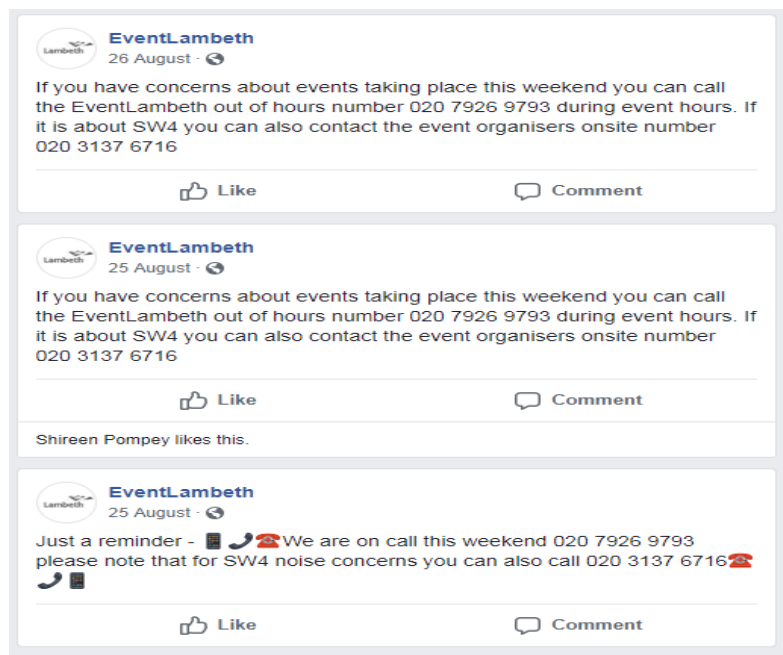 Lambeth
EventLambeth
26 August ·
If you have concerns about events taking place this weekend you can call
the EventLambeth out of hours number 020 7926 9793 during event hours. If
it is about SW4 you can also contact the event organisers onsite number
020 3137 6716
Like Comment
Lambeth
EventLambeth
25 August ·
If you have concerns about events taking place this weekend you can call
the EventLambeth out of hours number 020 7926 9793 during event hours. If
it is about SW4 you can also contact the event organisers onsite number
020 3137 6716
Like Comment
Shireen Pompey likes this.
Lambeth
EventLambeth
25 August ·
Just a reminder - 📱📞☎️We are on call this weekend 020 7926 9793
please note that for SW4 noise concerns you can also call 020 3137 6716☎️
📞📱
Like Comment